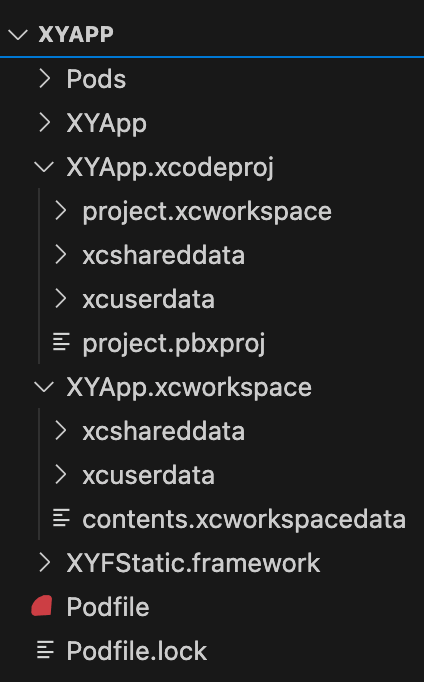 XYAPP
Pods
XYApp
XYApp.xcodeproj
project.xcworkspace
xcshareddata
xcuserdata
project.pbxproj
XYApp.xcworkspace
xcshareddata
xcuserdata
contents.xcworkspacedata
XYFStatic.framework
Podfile
Podfile.lock